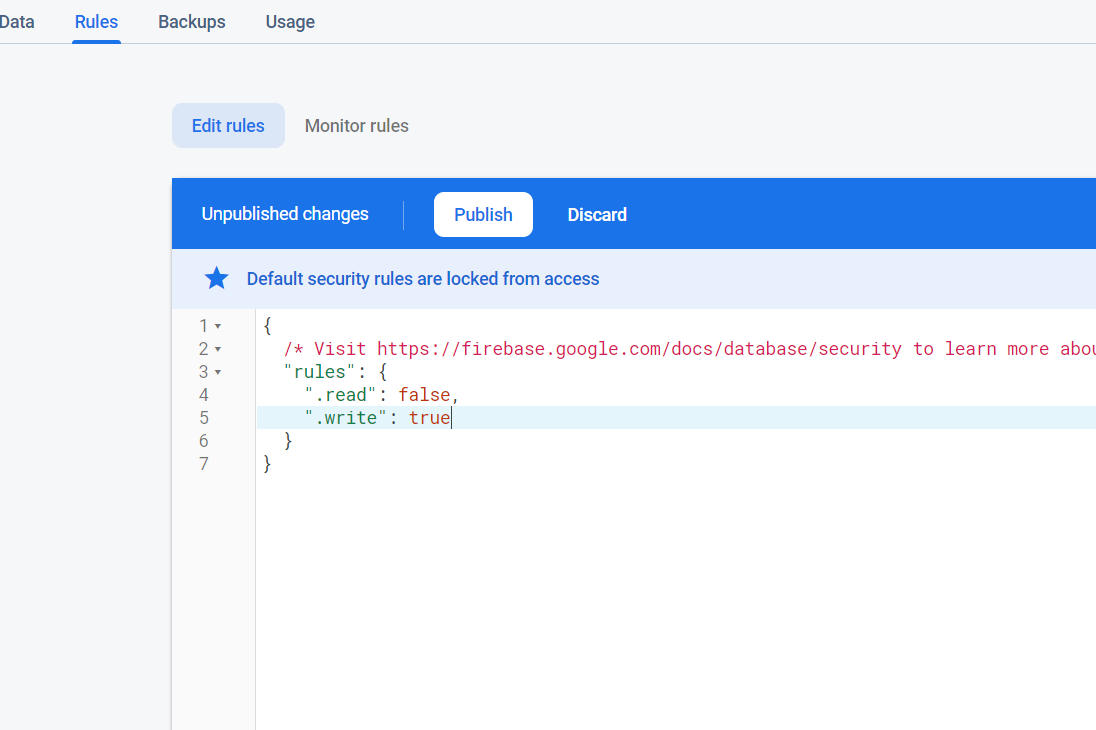 Data Rules Backups Usage
Edit rules Monitor rules
Unpublished changes Publish Discard
Default security rules are locked from access
1 {
2 /* Visit https://firebase.google.com/docs/database/security to learn more
3 "rules": {
4 ".read": false,
5 ".write": true
6 }
7 }